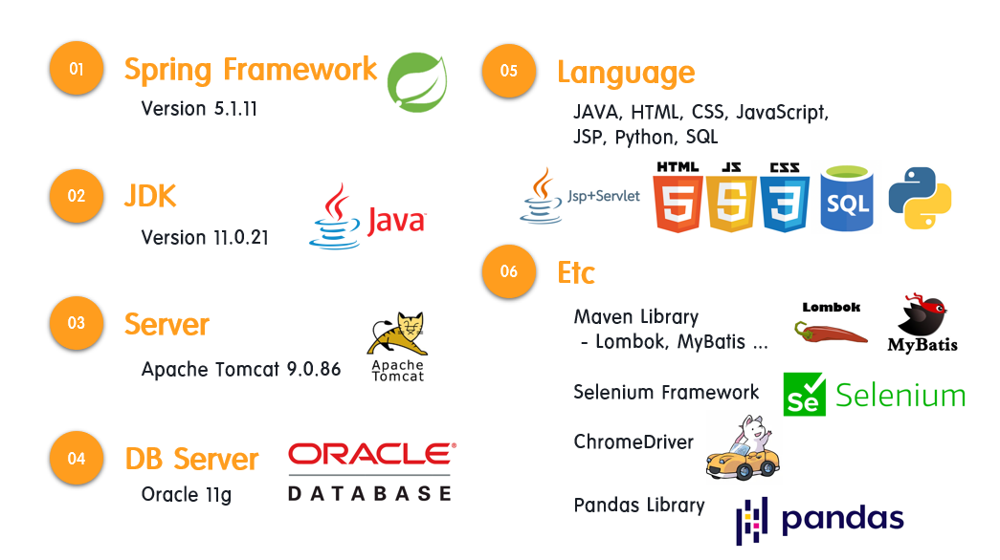 01
Spring Framework
Version 5.1.11
02
JDK
Version 11.0.21
Java
03
Server
Apache Tomcat 9.0.86
Apache
Tomcat
04
DB Server
Oracle 11g
ORACLE®
DATABASE
05
Language
JAVA, HTML, CSS, JavaScript,
JSP, Python, SQL
Jsp+Servlet
HTML JS CSS
5 5 3
SQL
06
Etc
Maven Library
- Lombok, MyBatis ...
Lombok
MyBatis
Selenium Framework
Se Selenium
ChromeDriver
Pandas Library
pandas